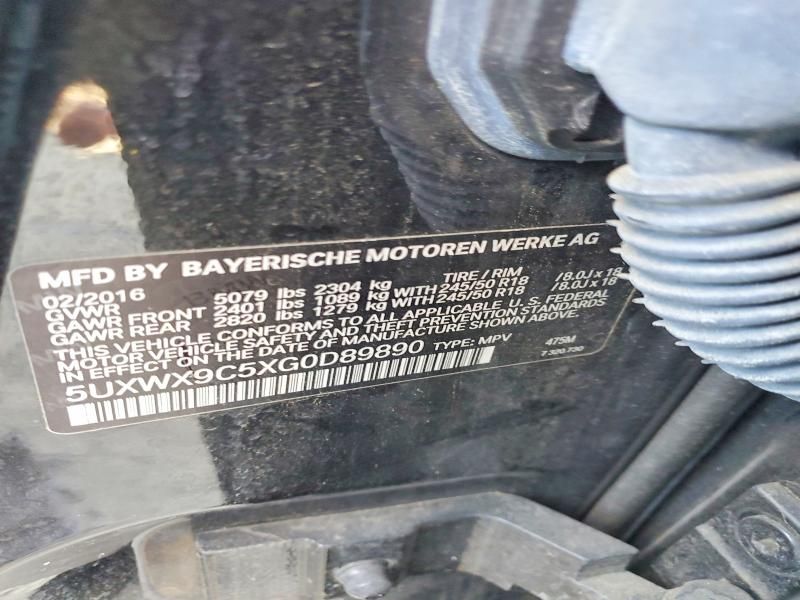 MFD BY BAYERISCHE MOTOREN WERKE AG
02/2016 TIRE / RIM
GVWR 5079 lbs 2304 kg
GAWR FRONT 2401 lbs 1089 kg WITH 245/50 R18 /8.0J x 18
GAWR REAR 2820 lbs 1279 kg WITH 245/50 R18 /8.0J x 18
THIS VEHICLE CONFORMS TO ALL APPLICABLE U.S. FEDERAL
MOTOR VEHICLE SAFETY AND THEFT PREVENTION STANDARDS
IN EFFECT ON THE DATE OF MANUFACTURE SHOWN ABOVE.
5UXWX9C5XG0D89890 TYPE: MPV 475M
7 320 730